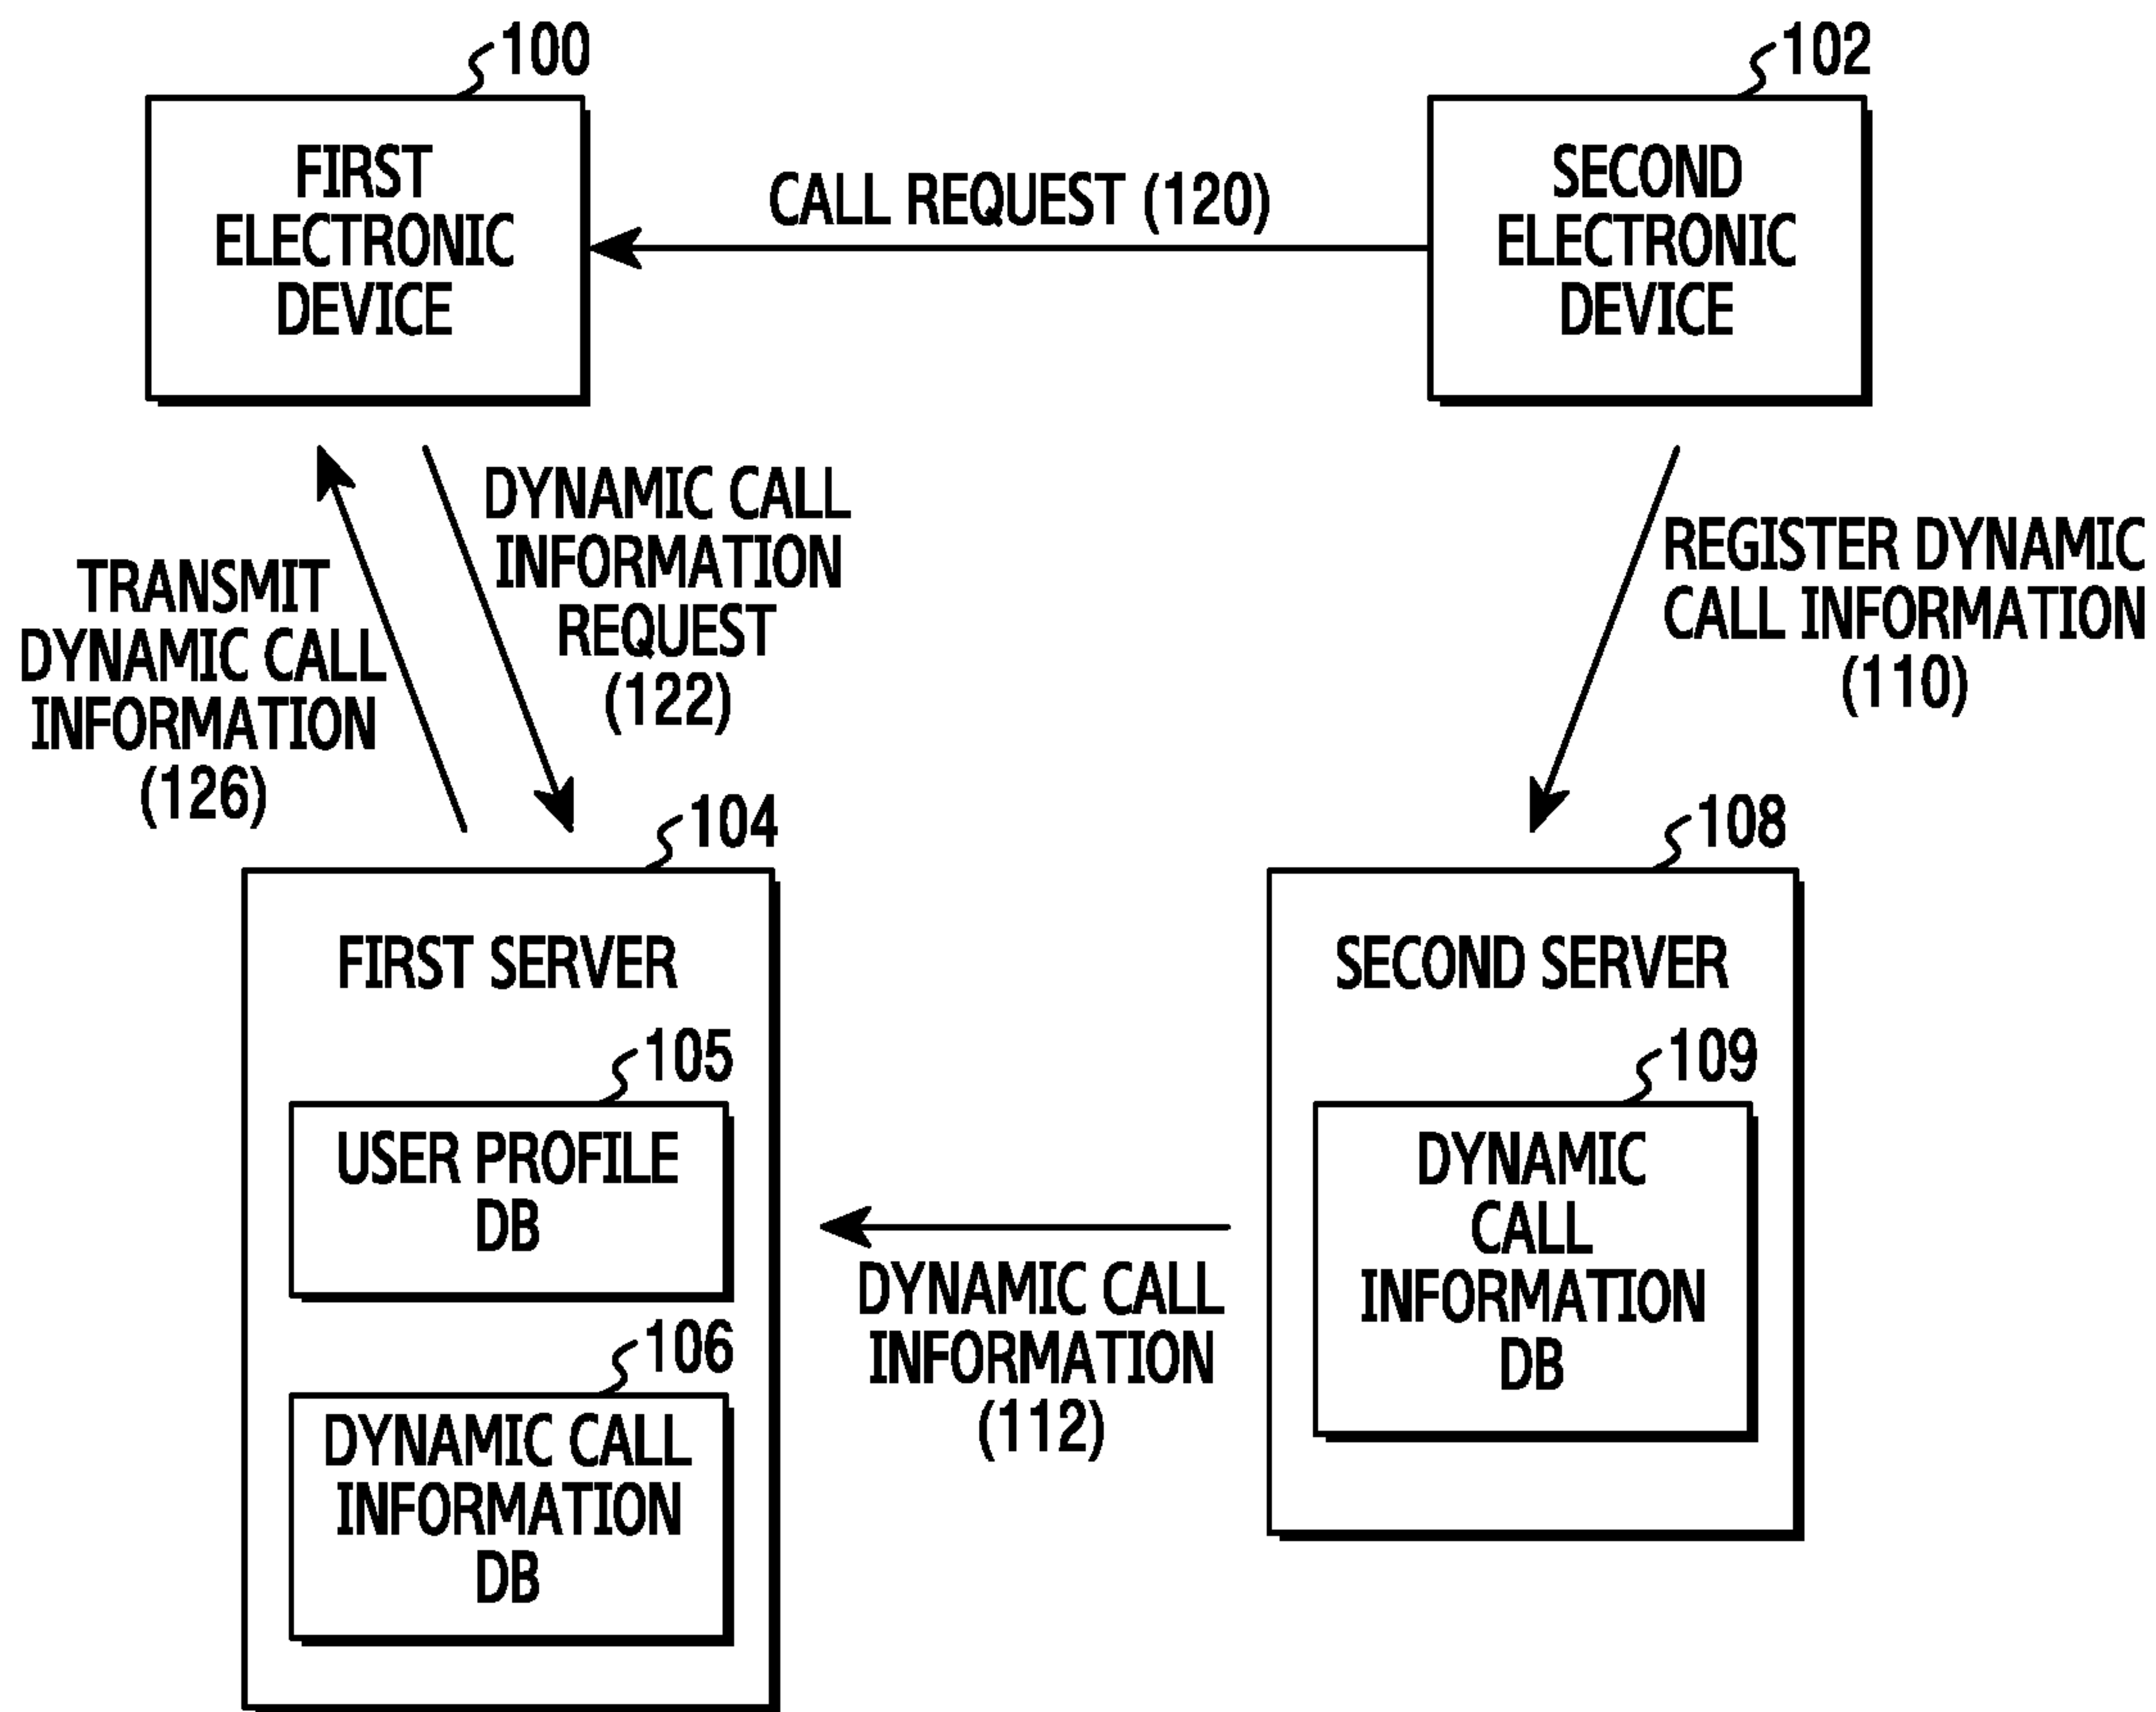 100
FIRST
ELECTRONIC
DEVICE
CALL REQUEST (120)
102
SECOND
ELECTRONIC
DEVICE
TRANSMIT
DYNAMIC CALL
INFORMATION
(126)
DYNAMIC CALL
INFORMATION
REQUEST
(122)
REGISTER DYNAMIC
CALL INFORMATION
(110)
104
FIRST SERVER
105
USER PROFILE
DB
106
DYNAMIC CALL
INFORMATION
DB
DYNAMIC CALL
INFORMATION
(112)
108
SECOND SERVER
109
DYNAMIC
CALL
INFORMATION
DB